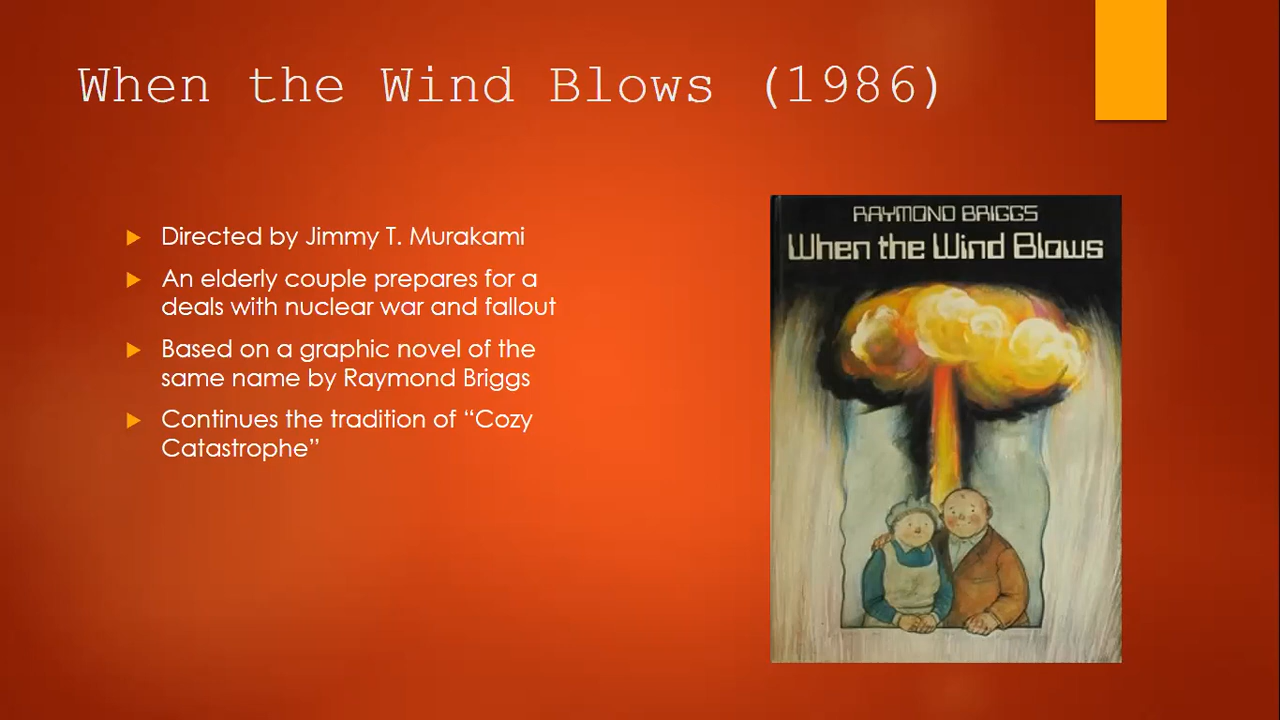 When the Wind Blows (1986)
Directed by Jimmy T. Murakami
An elderly couple prepares for a
deals with nuclear war and fallout
Based on a graphic novel of the
same name by Raymond Briggs
Continues the tradition of “Cozy
Catastrophe”
RAYMOND BRIGGS
When the Wind Blows